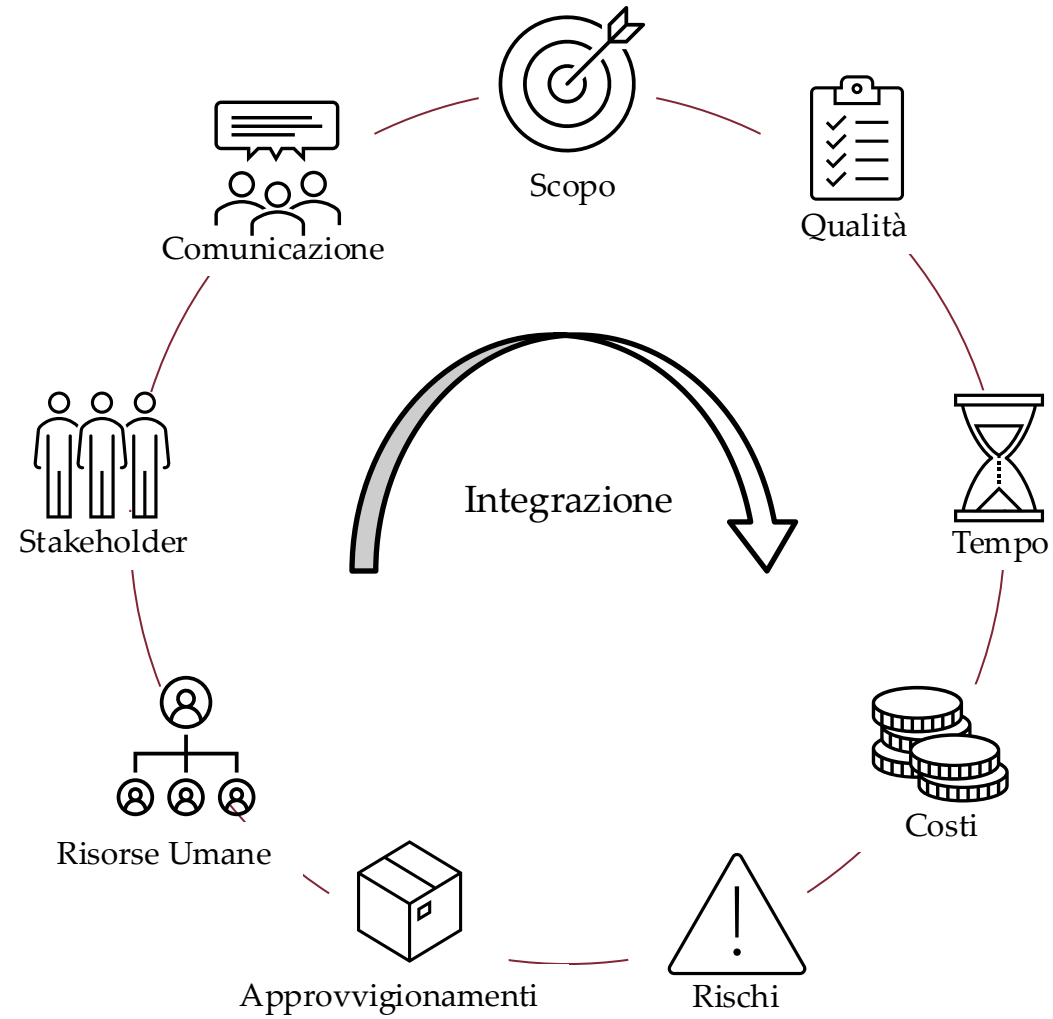 Scopo
Qualità
Comunicazione
Integrazione
Stakeholder
Tempo
Costi
Risorse Umane
Approvvigionamenti
Rischi